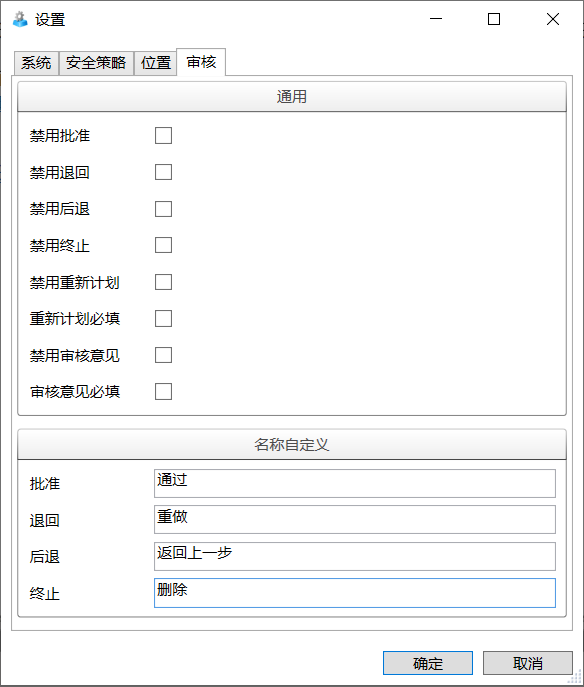 设置
系统 安全策略 位置 审核
通用
禁用批准
禁用退回
禁用后退
禁用终止
禁用重新计划
重新计划必填
禁用审核意见
审核意见必填
名称自定义
批准 通过
退回 重做
后退 返回上一步
终止 删除
确定 取消